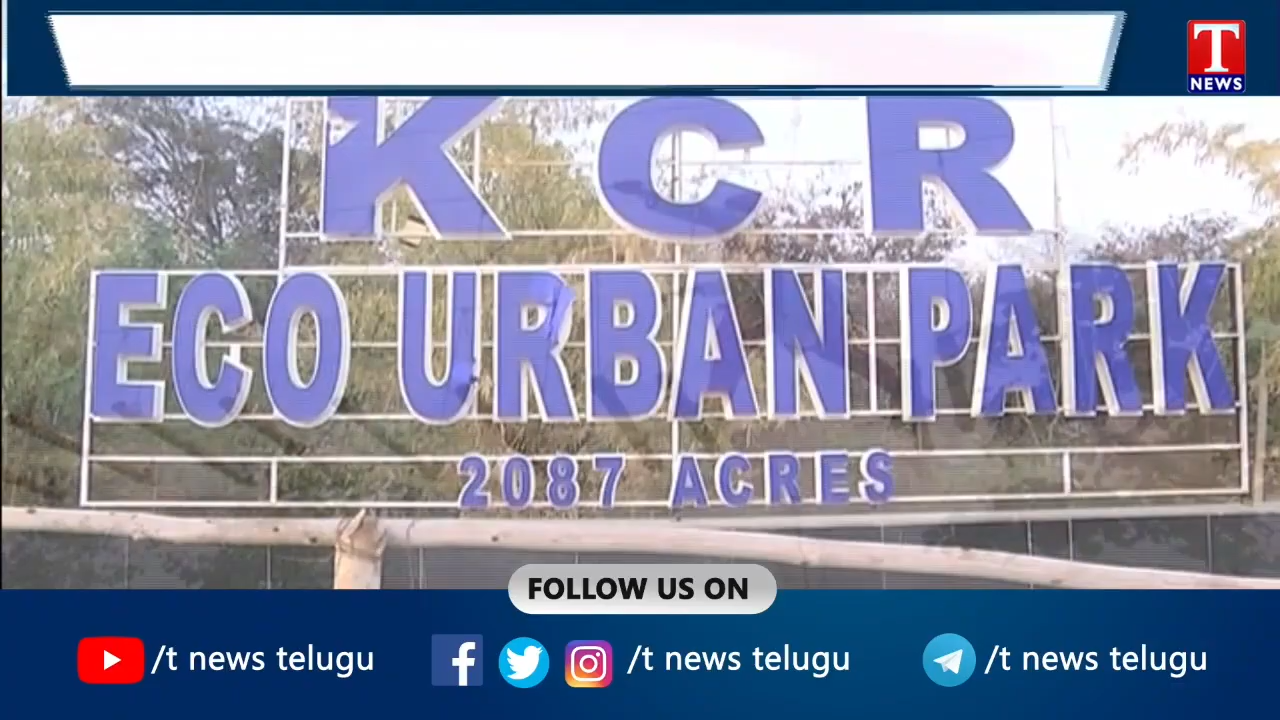 T
NEWS
KCR
ECO URBAN PARK
2087 ACRES
FOLLOW US ON
/t news telugu
/t news telugu
/t news telugu